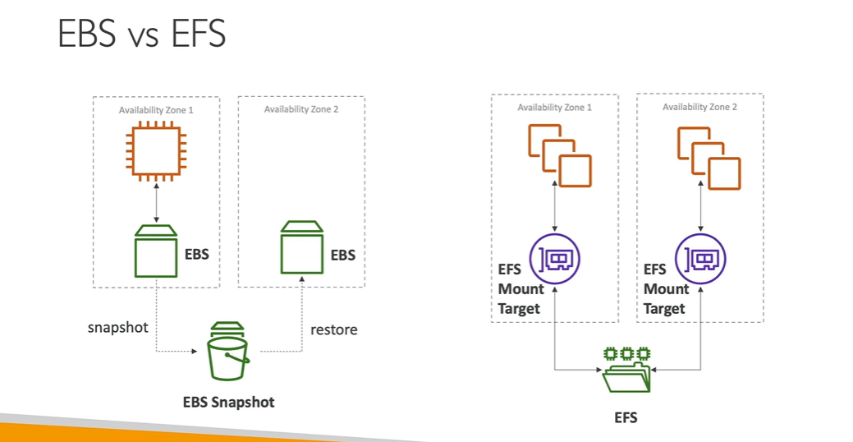 EBS vs EFS
Availability Zone 1
Availability Zone 2
EBS
EBS
snapshot
restore
EBS Snapshot
Availability Zone 1
Availability Zone 2
EFS
Mount
Target
EFS
Mount
Target
EFS